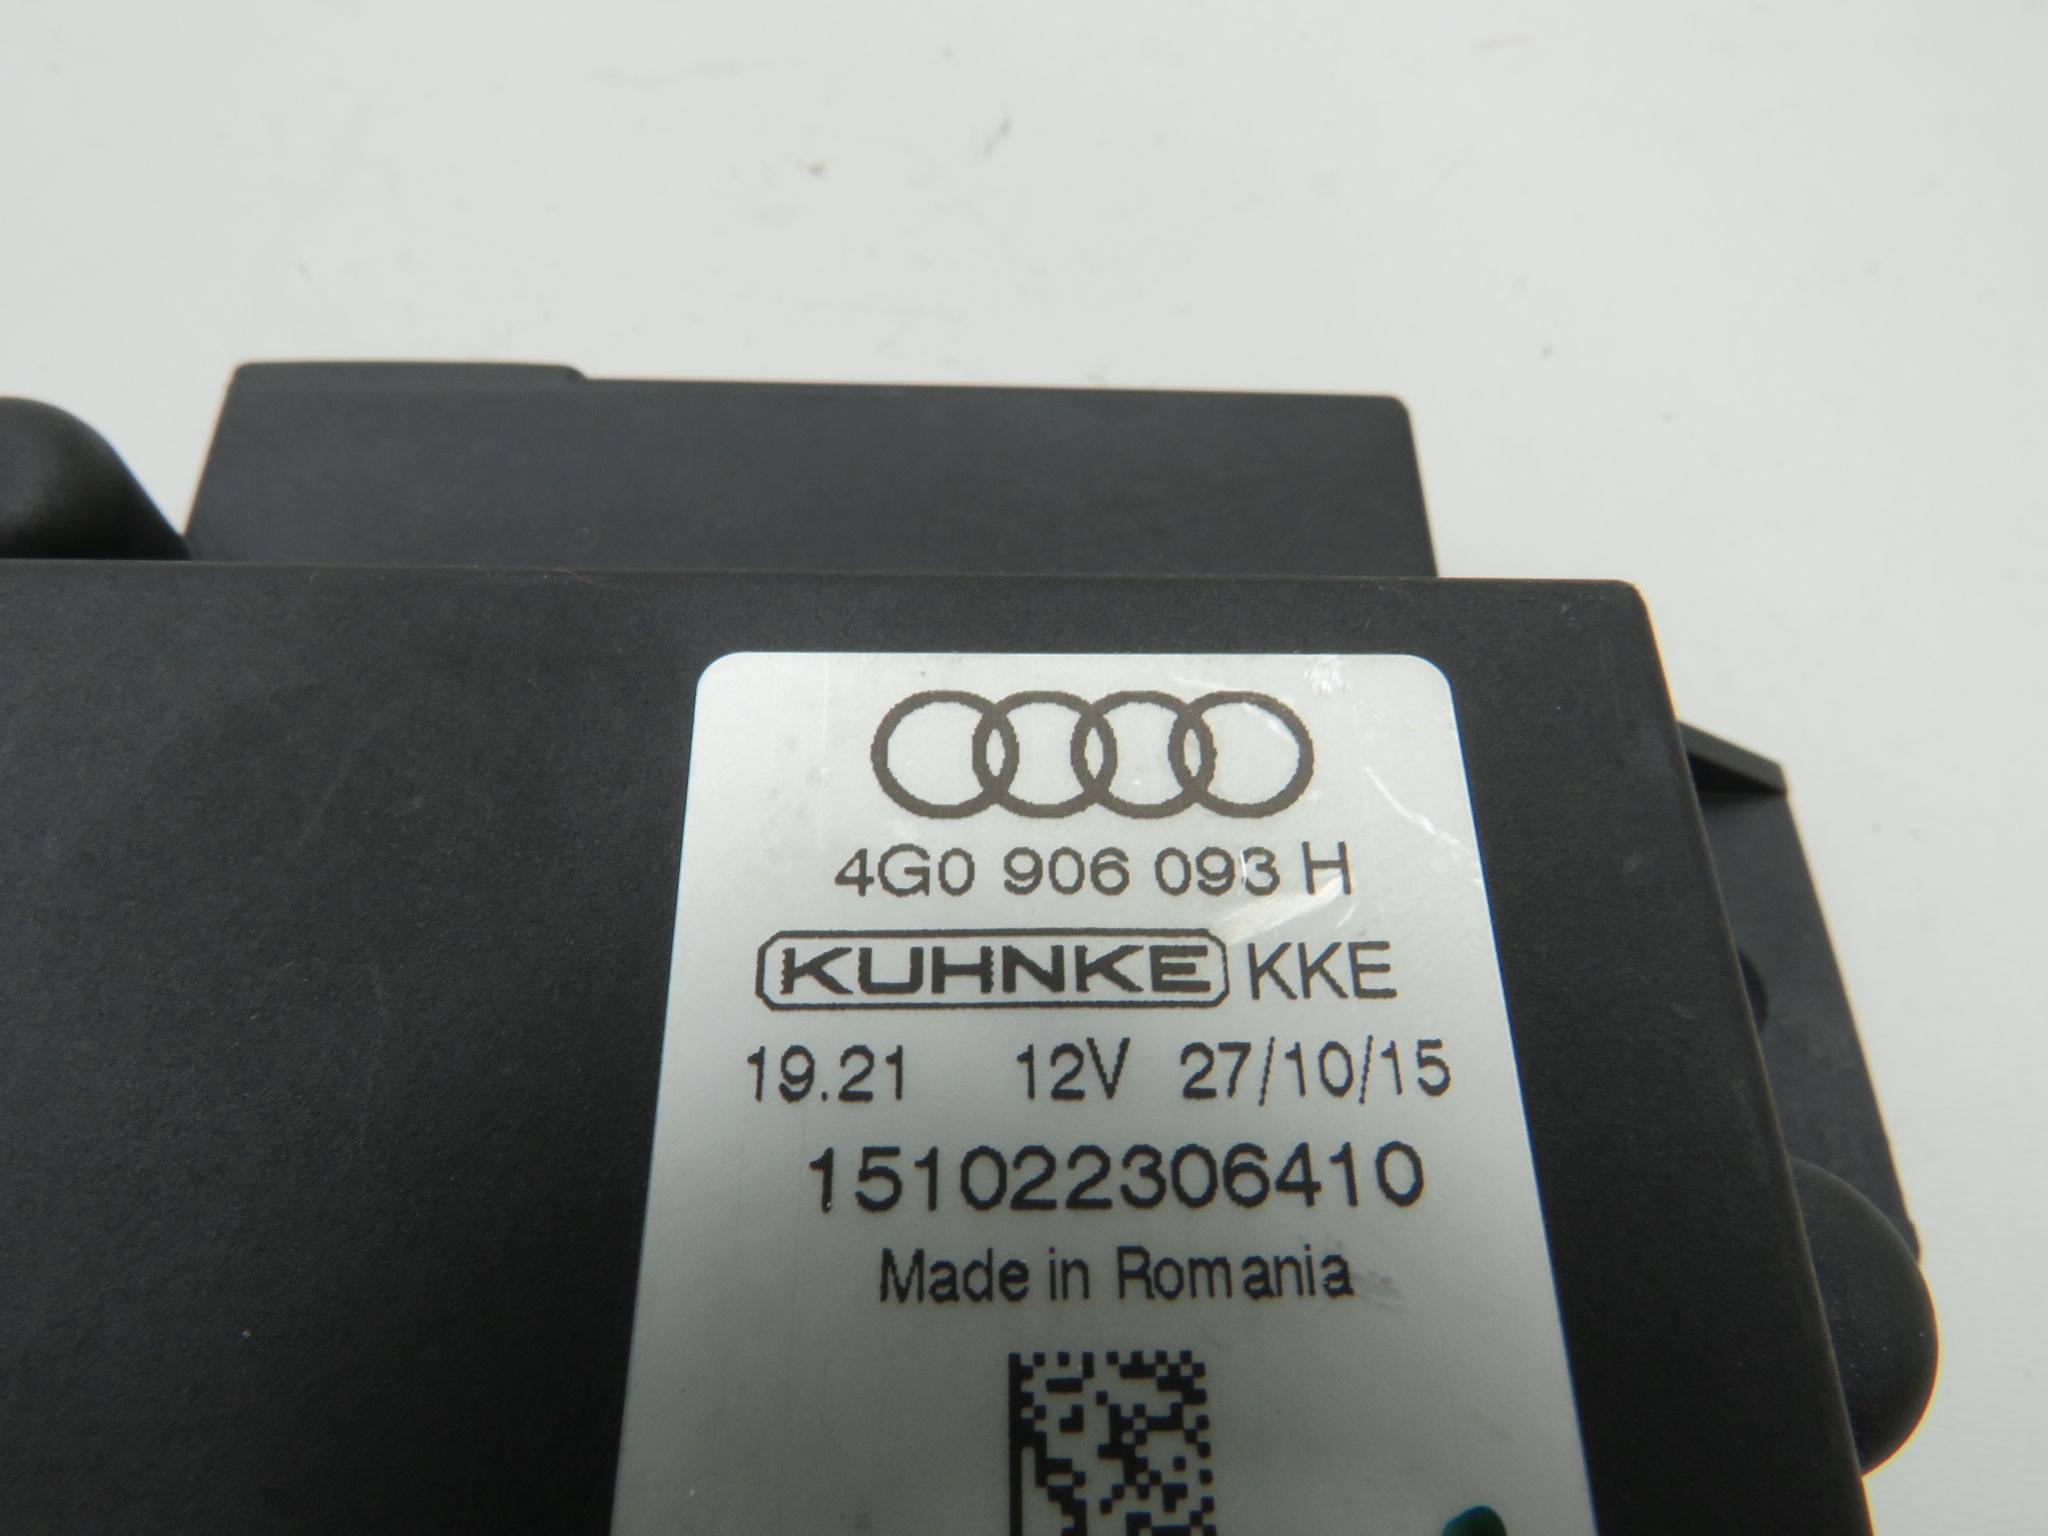 4G0 906 093 H
KUHNKE KKE
19.21 12V 27/10/15
151022306410
Made in Romania